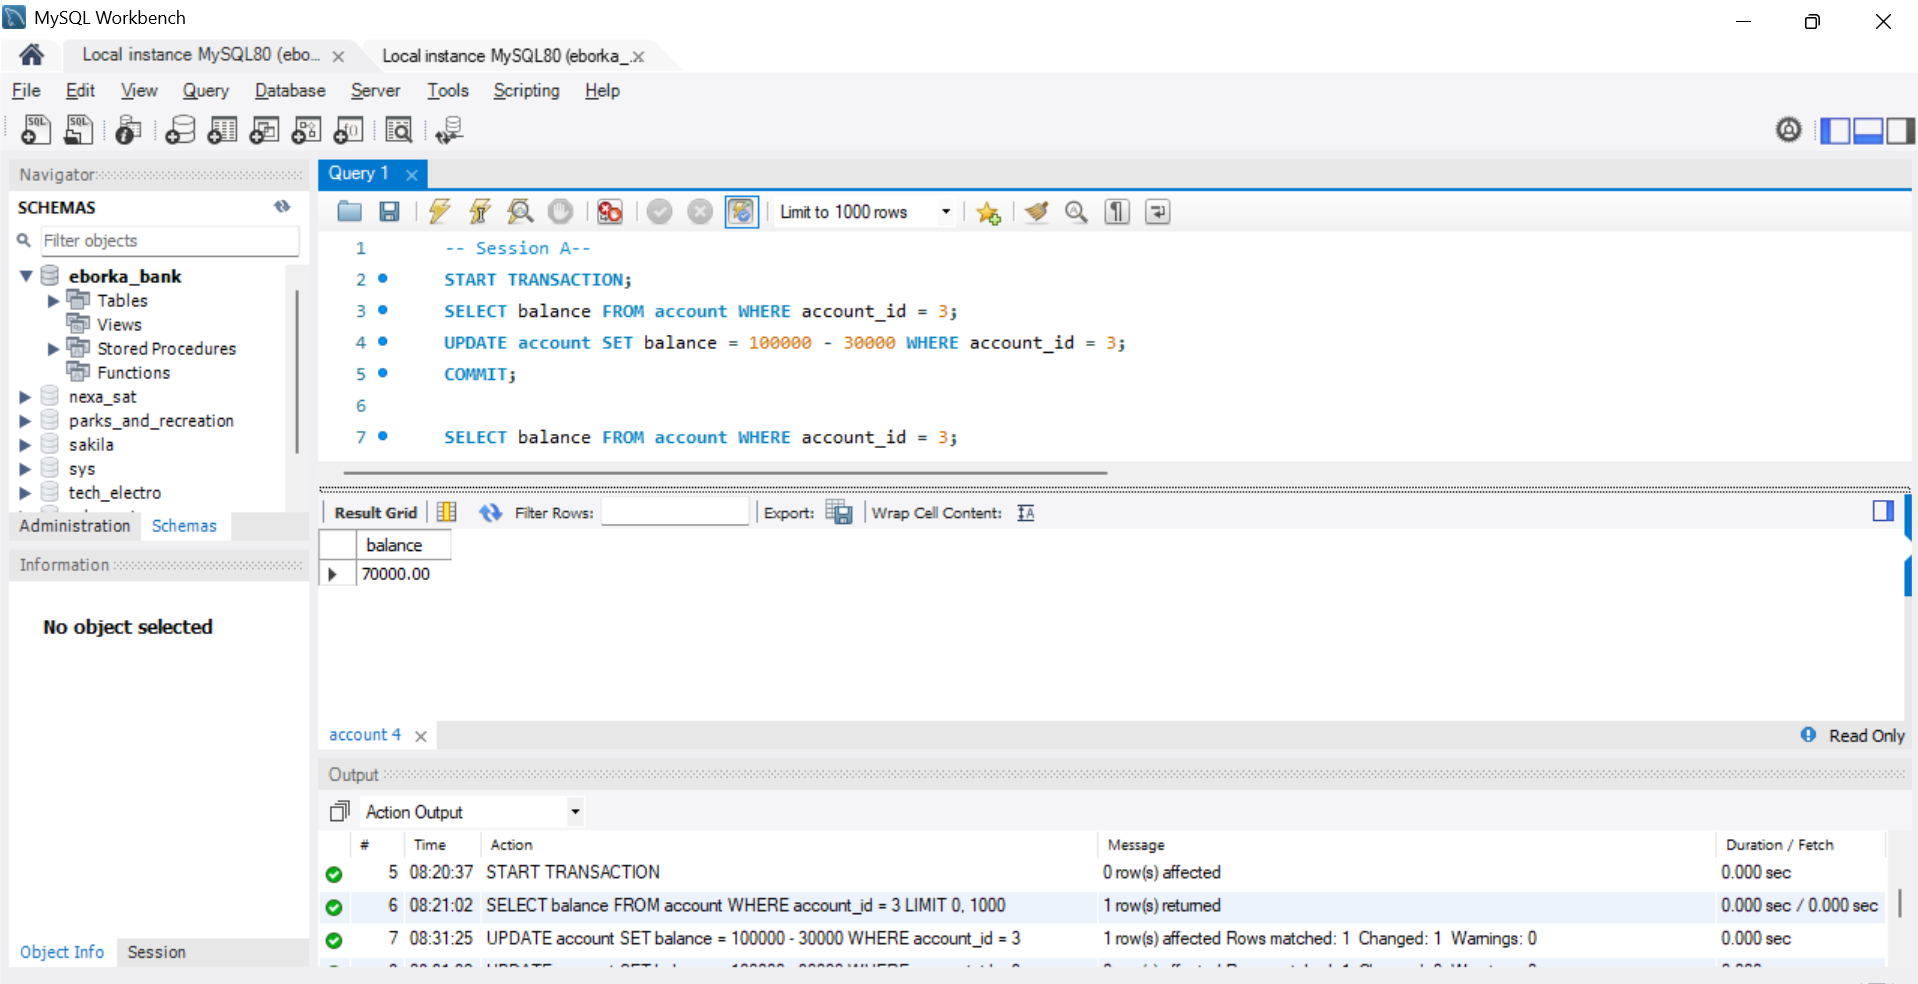 MySQL Workbench
Local instance MySQL80 (ebo... Local instance MySQL80 (eborka_...
File Edit View Query Database Server Tools Scripting Help
Navigator
SCHEMAS
Filter objects
eborka_bank
Tables
Views
Stored Procedures
Functions
nexa_sat
parks_and_recreation
sakila
sys
tech_electro
Administration Schemas
Information
No object selected
Object Info Session
Query 1
Limit to 1000 rows
1 -- Session A--
2 START TRANSACTION;
3 SELECT balance FROM account WHERE account_id = 3;
4 UPDATE account SET balance = 100000 - 30000 WHERE account_id = 3;
5 COMMIT;
6
7 SELECT balance FROM account WHERE account_id = 3;
Result Grid Filter Rows: Export: Wrap Cell Content:
balance
70000.00
account 4 Read Only
Output
Action Output
# Time Action Message Duration / Fetch
5 08:20:37 START TRANSACTION 0 row(s) affected 0.000 sec
6 08:21:02 SELECT balance FROM account WHERE account_id = 3 LIMIT 0, 1000 1 row(s) returned 0.000 sec / 0.000 sec
7 08:31:25 UPDATE account SET balance = 100000 - 30000 WHERE account_id = 3 1 row(s) affected Rows matched: 1 Changed: 1 Warnings: 0 0.000 sec